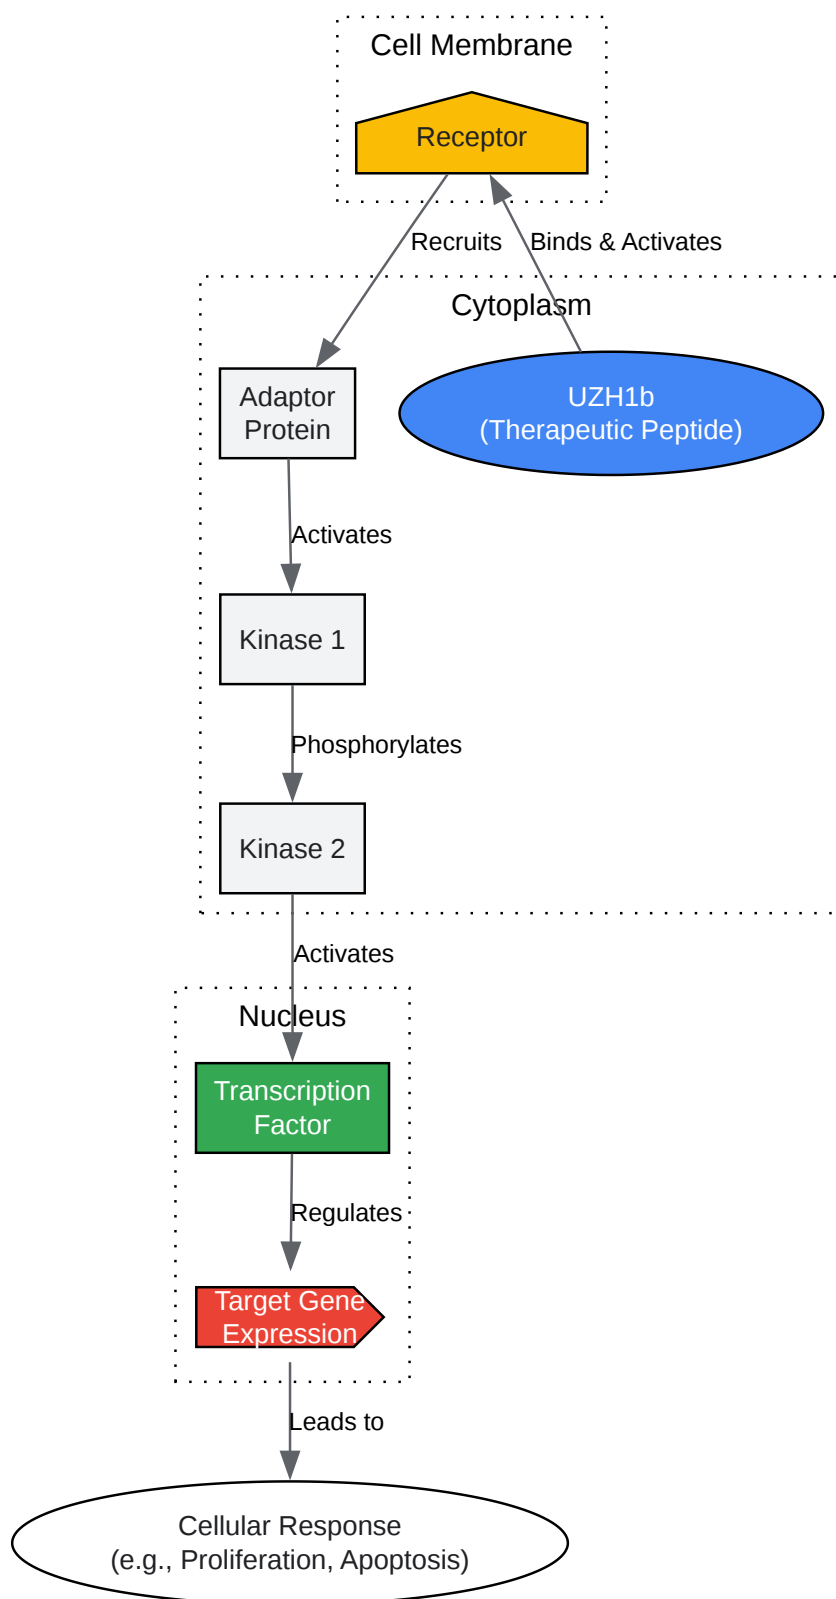 Cell Membrane
Receptor
Recruits
Binds & Activates
Cytoplasm
Adaptor
Protein
UZH1b
(Therapeutic Peptide)
Activates
Kinase 1
Phosphorylates
Kinase 2
Activates
Nucleus
Transcription
Factor
Regulates
Target Gene
Expression
Leads to
Cellular Response
(e.g., Proliferation, Apoptosis)